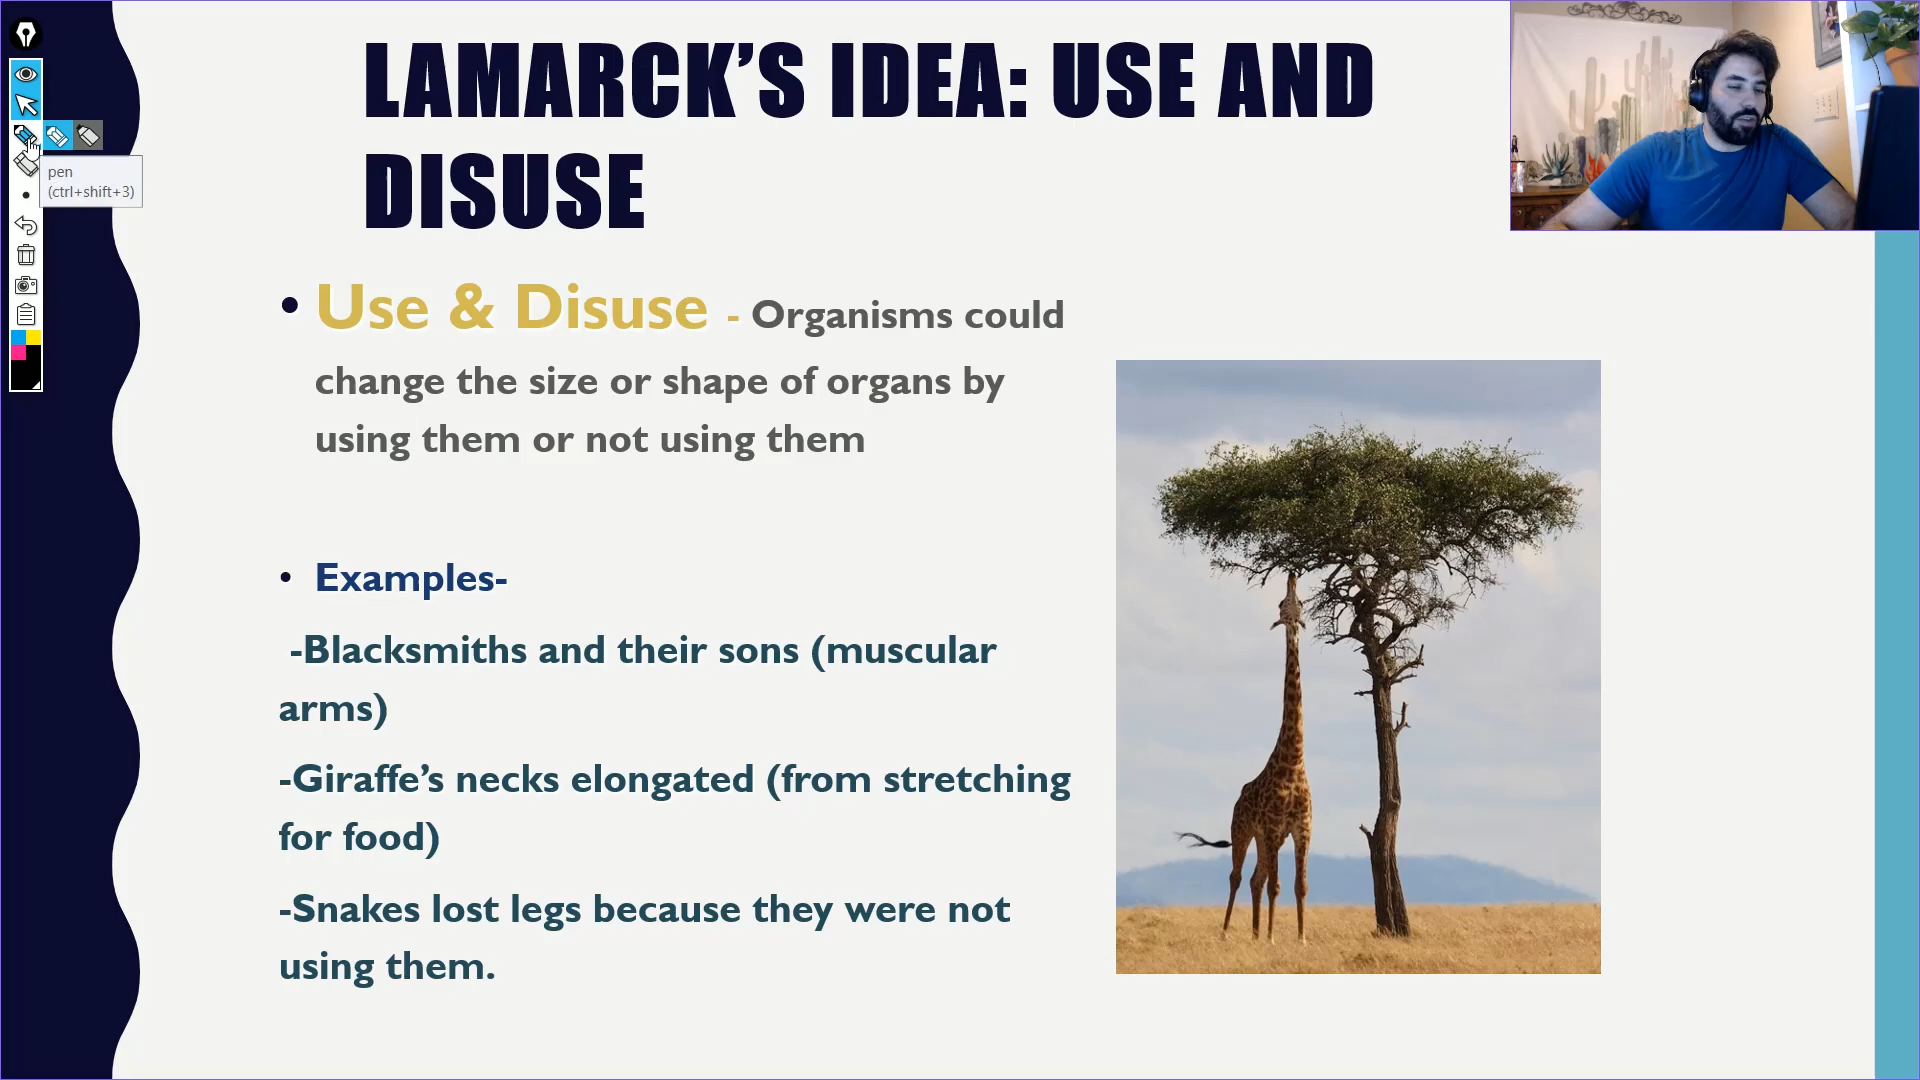 LAMARCK’S IDEA: USE AND
DISUSE
pen
(ctrl+shift+3)
• Use & Disuse - Organisms could
change the size or shape of organs by
using them or not using them
• Examples-
-Blacksmiths and their sons (muscular
arms)
-Giraffe’s necks elongated (from stretching
for food)
-Snakes lost legs because they were not
using them.